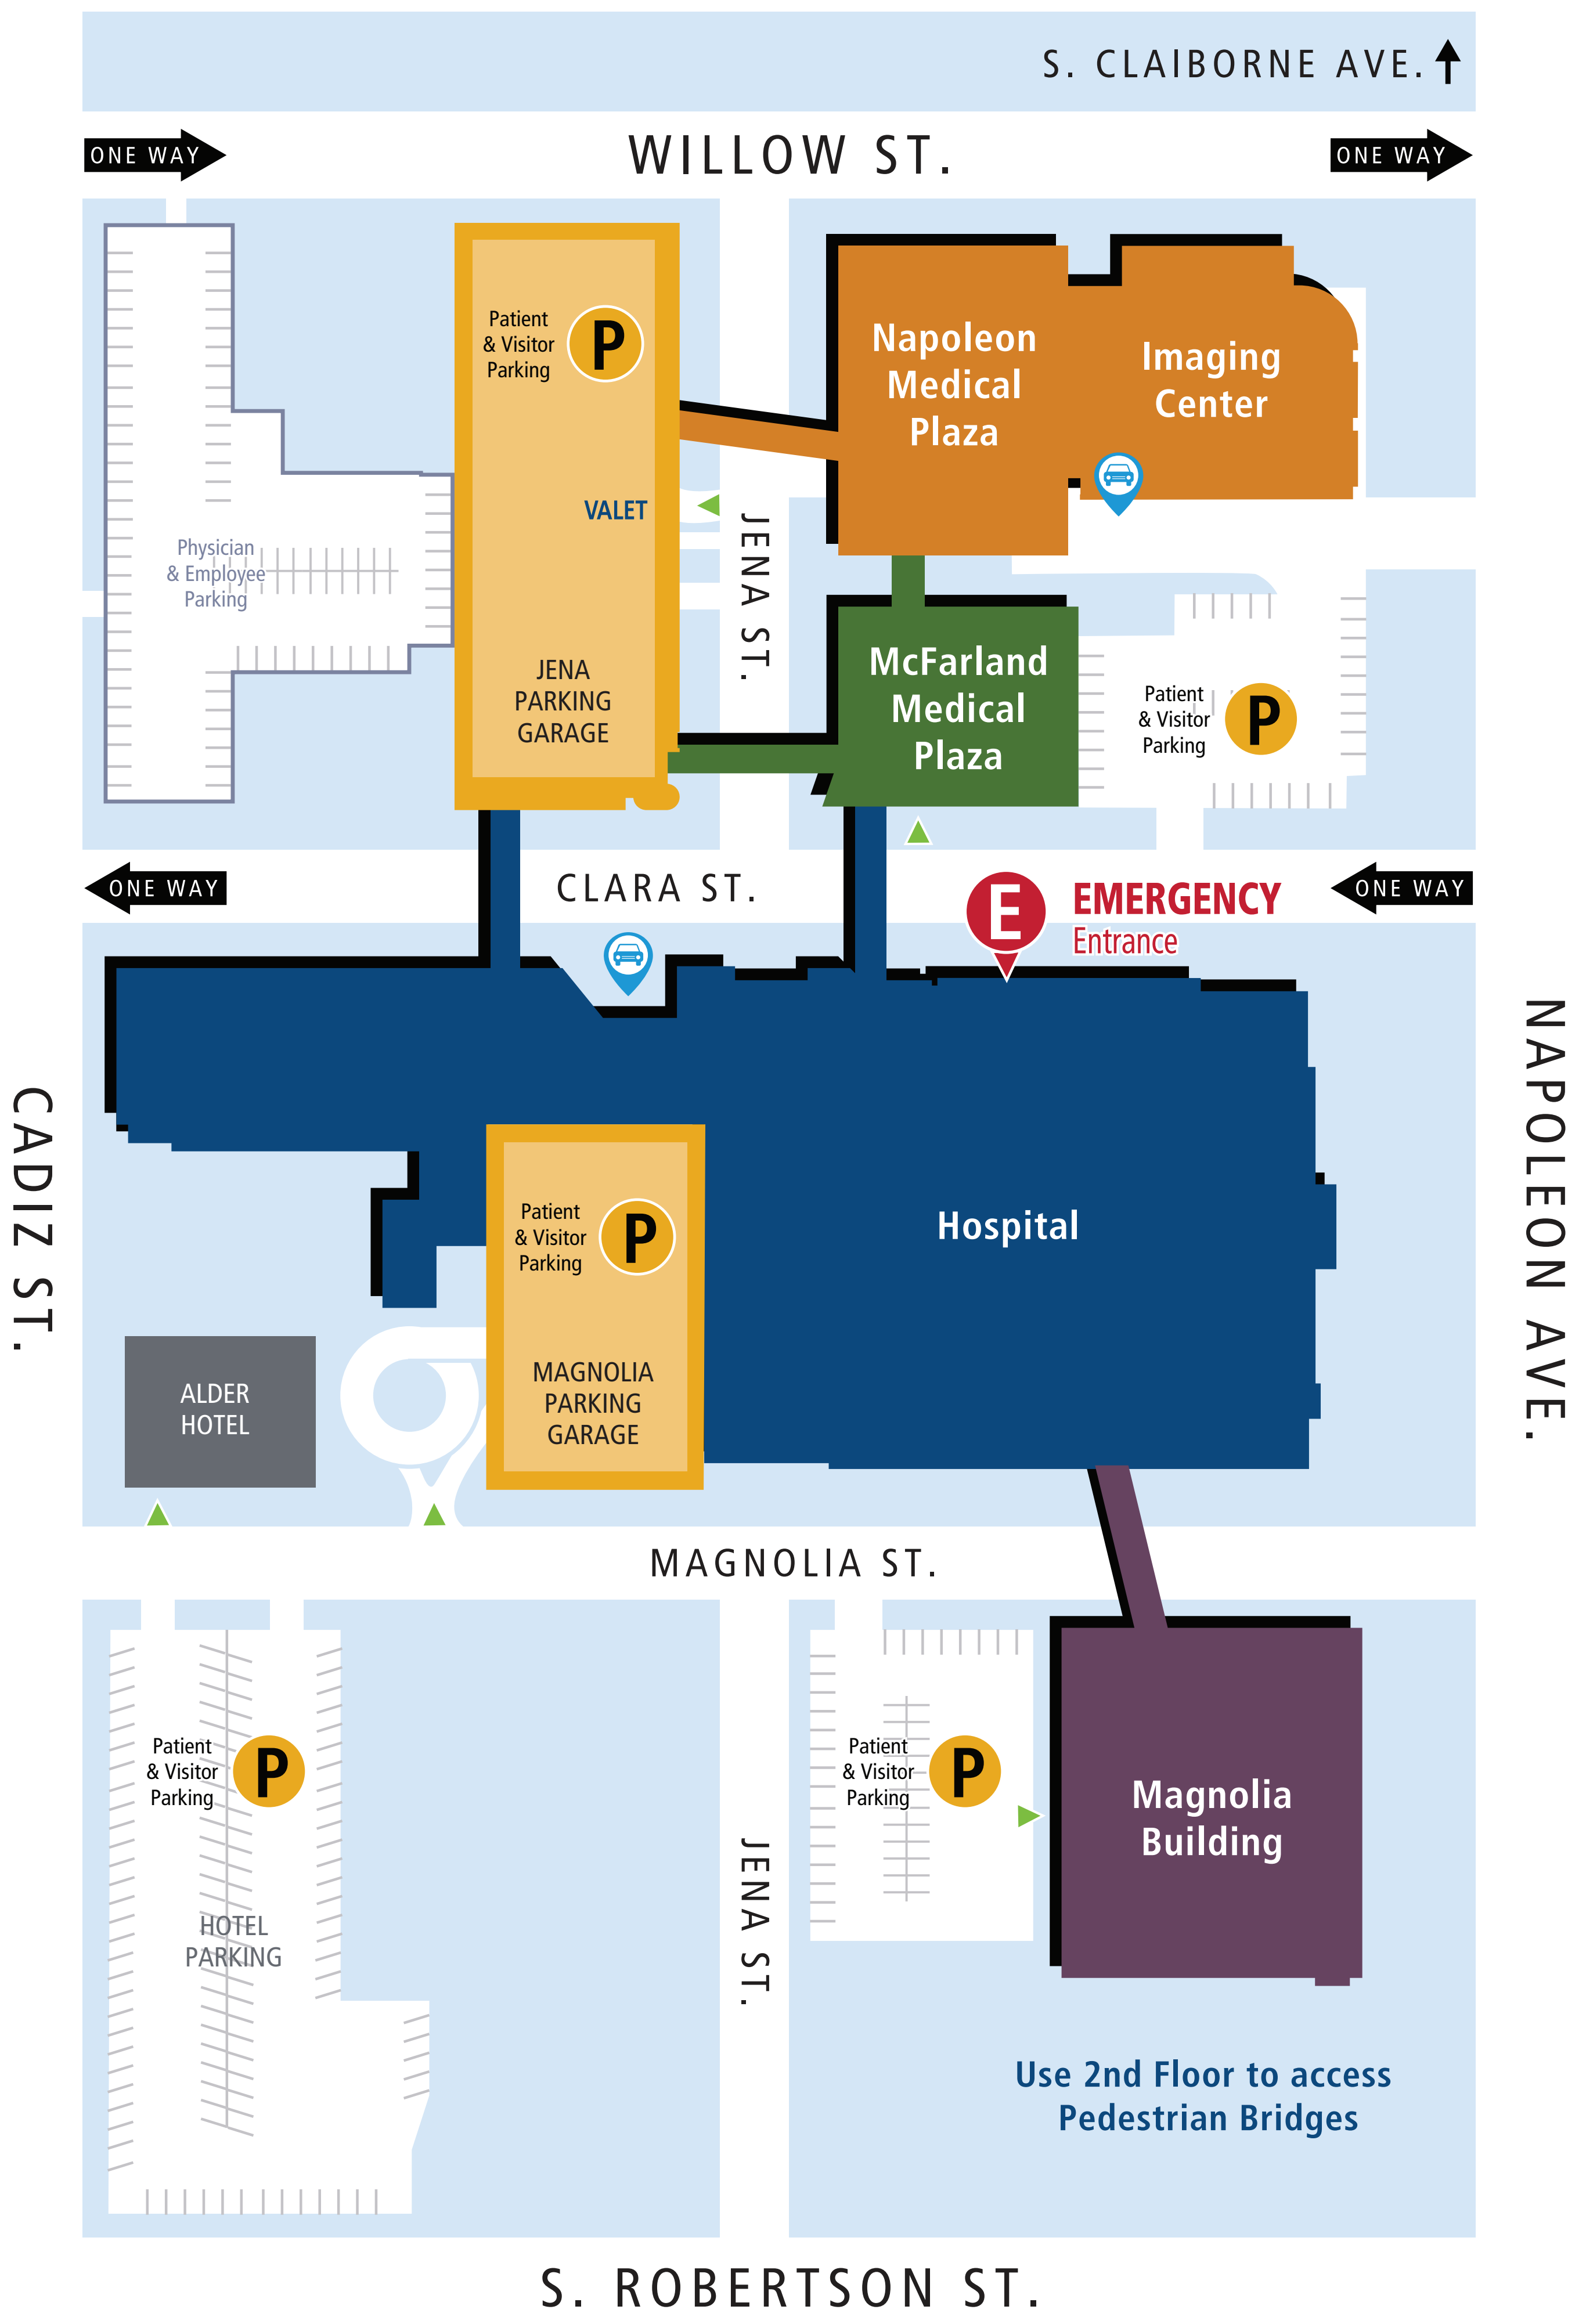 S. CLAIBORNE AVE.
ONE WAY
WILLOW ST.
ONE WAY
Patient
& Visitor
Parking
P
Napoleon
Medical
Plaza
Imaging
Center
VALET
JENA ST.
Physician
& Employee
Parking
JENA
PARKING
GARAGE
McFarland
Medical
Plaza
Patient
& Visitor
Parking
P
ONE WAY
CLARA ST.
E
EMERGENCY
Entrance
ONE WAY
CADIZ ST.
NAPOLEON AVE.
Patient
& Visitor
Parking
P
Hospital
MAGNOLIA
PARKING
GARAGE
ALDER
HOTEL
MAGNOLIA ST.
Patient
& Visitor
Parking
P
HOTEL
PARKING
JENA ST.
Patient
& Visitor
Parking
P
Magnolia
Building
Use 2nd Floor to access
Pedestrian Bridges
S. ROBERTSON ST.